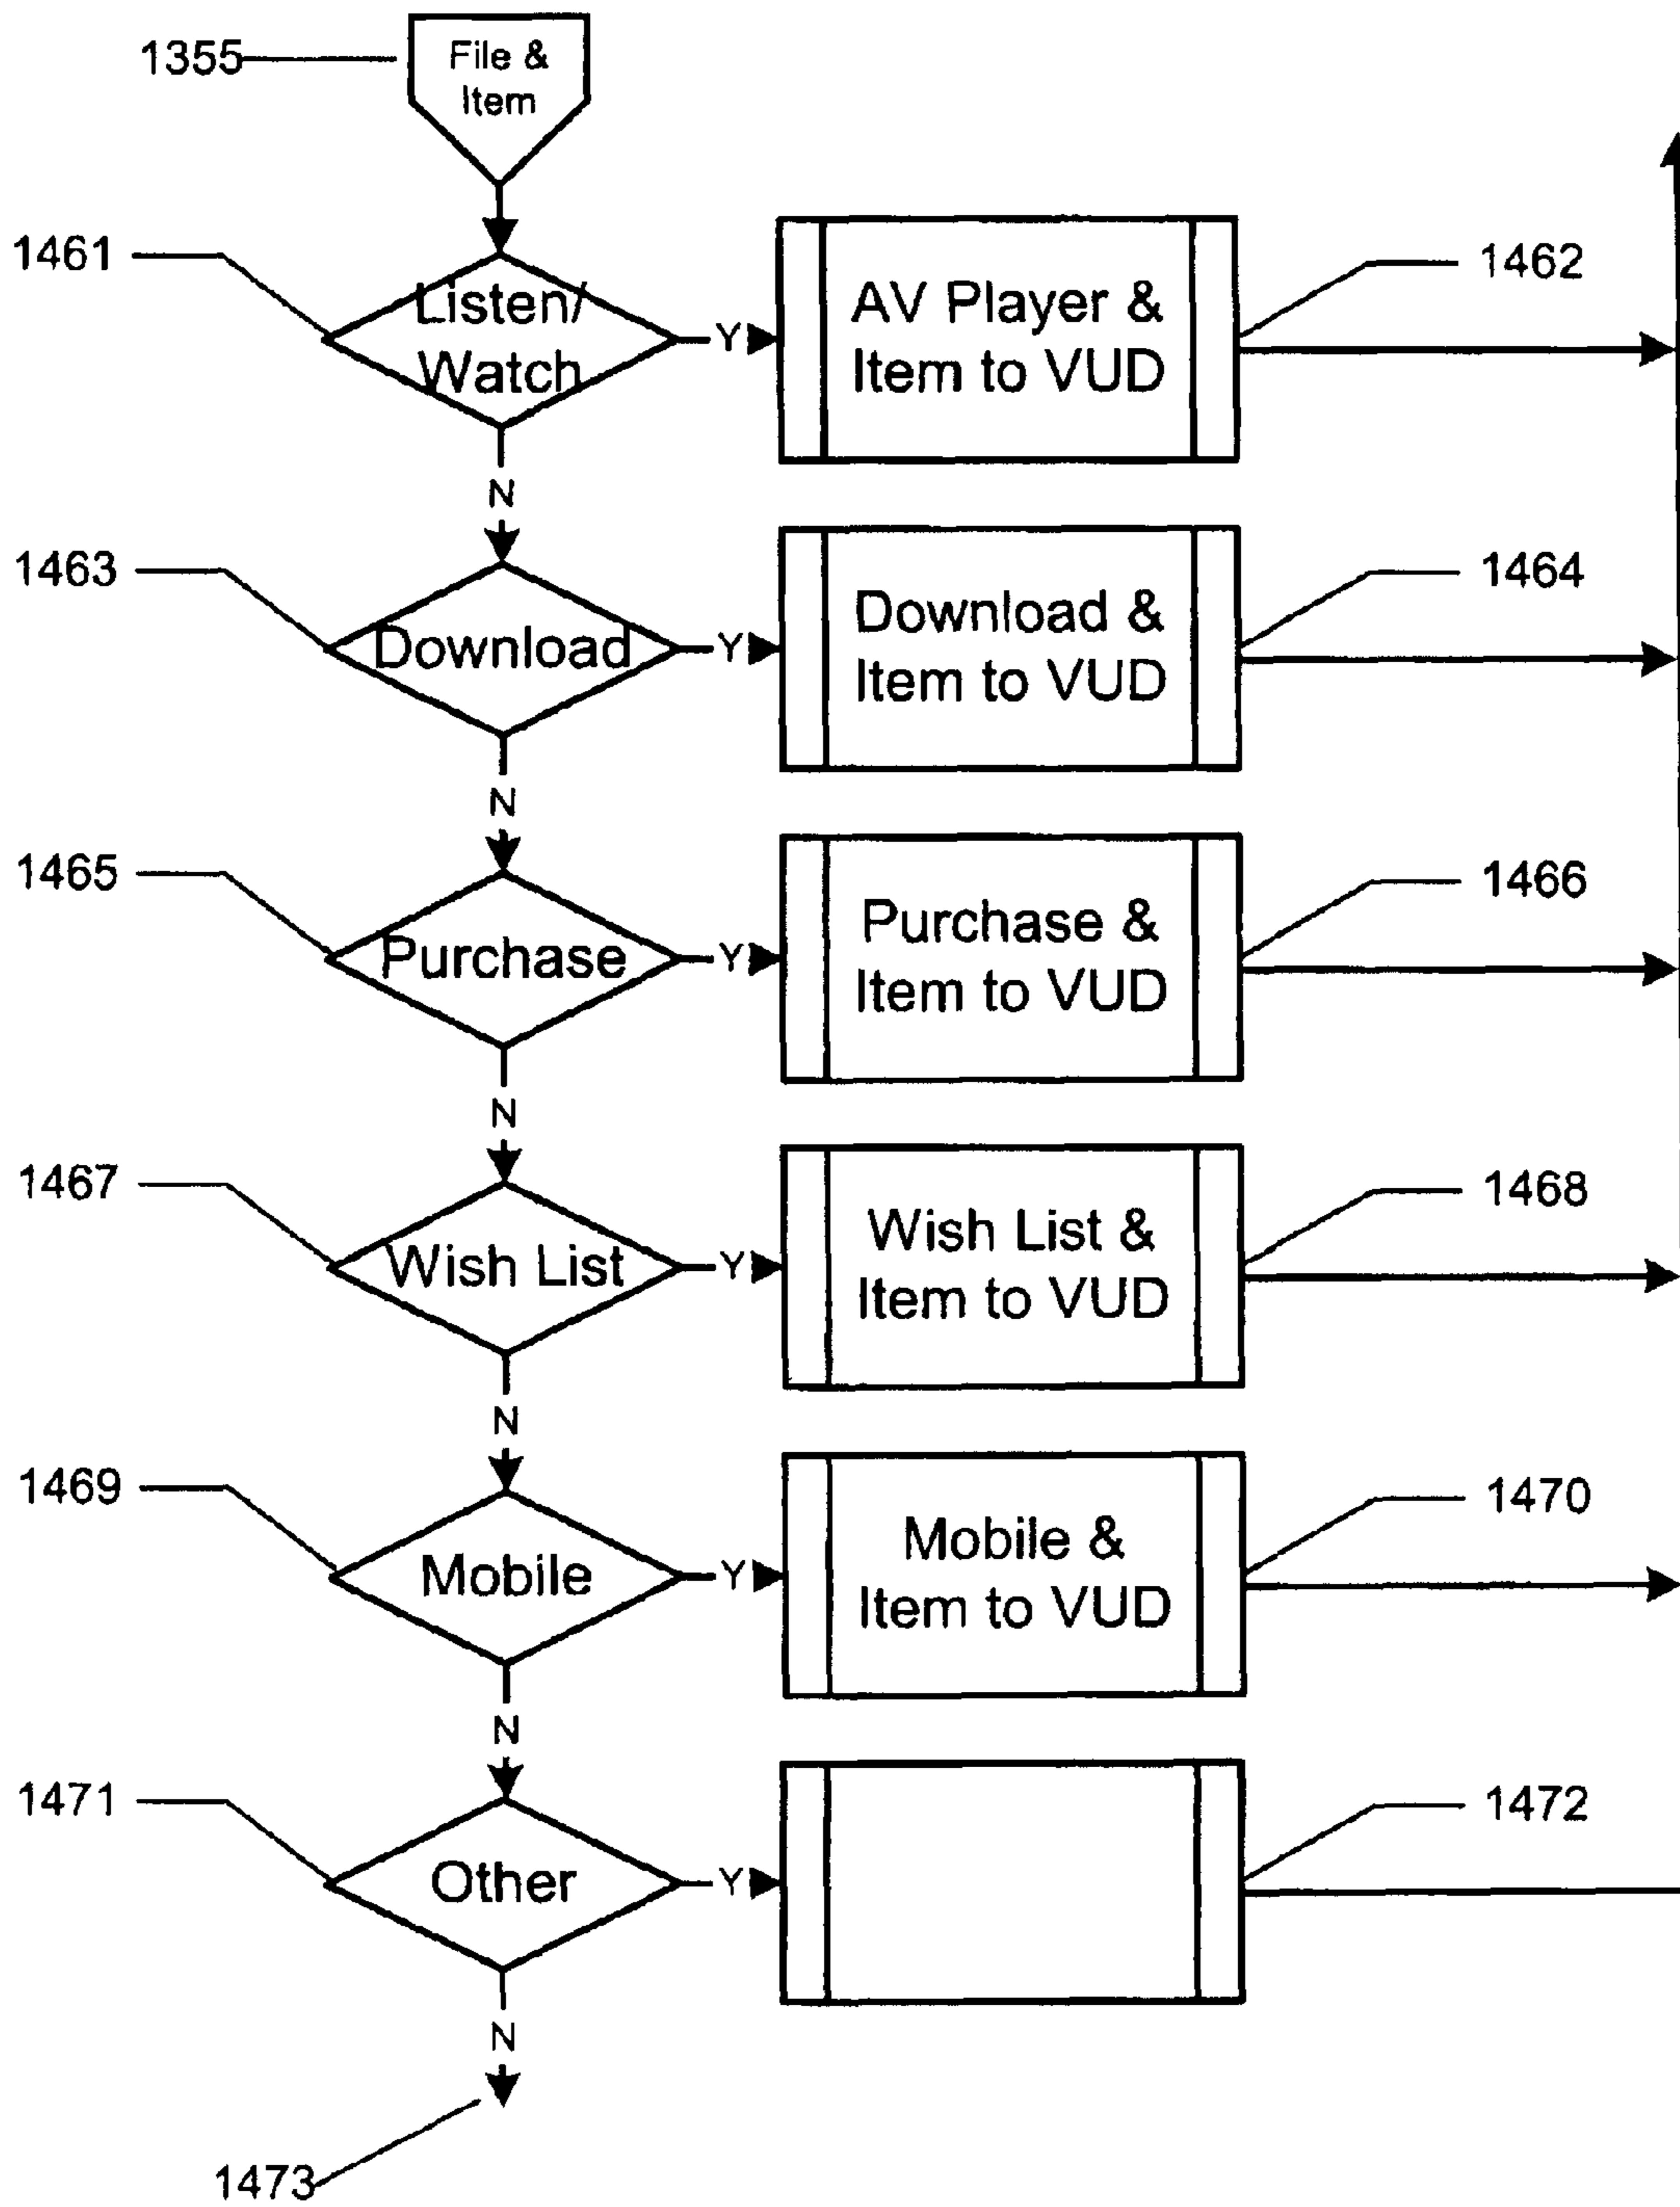 1355
File &
Item
1461
Listen/
Watch
Y
AV Player &
Item to VUD
1462
N
1463
Download
Y
Download &
Item to VUD
1464
N
1465
Purchase
Y
Purchase &
Item to VUD
1466
N
1467
Wish List
Y
Wish List &
Item to VUD
1468
N
1469
Mobile
Y
Mobile &
Item to VUD
1470
N
1471
Other
Y
1472
N
1473